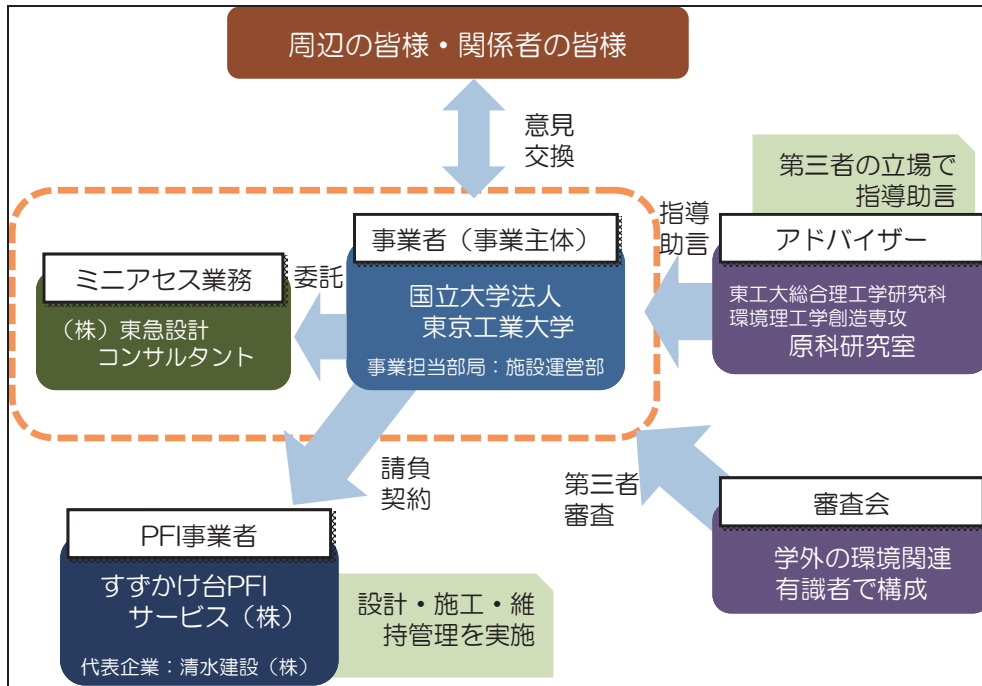 周辺の皆様・関係者の皆様
意見
交換
第三者の立場で
指導助言
指導
助言
事業者（事業主体）
国立大学法人
東京工業大学
事業担当部局：施設運営部
委託
ミニアセス業務
（株）東急設計
コンサルタント
アドバイザー
東工大総合理工学研究科
環境理工学創造専攻
原科研究室
請負
契約
第三者
審査
審査会
学外の環境関連
有識者で構成
PFI事業者
すずかけ台PFI
サービス（株）
代表企業：清水建設（株）
設計・施工・維
持管理を実施